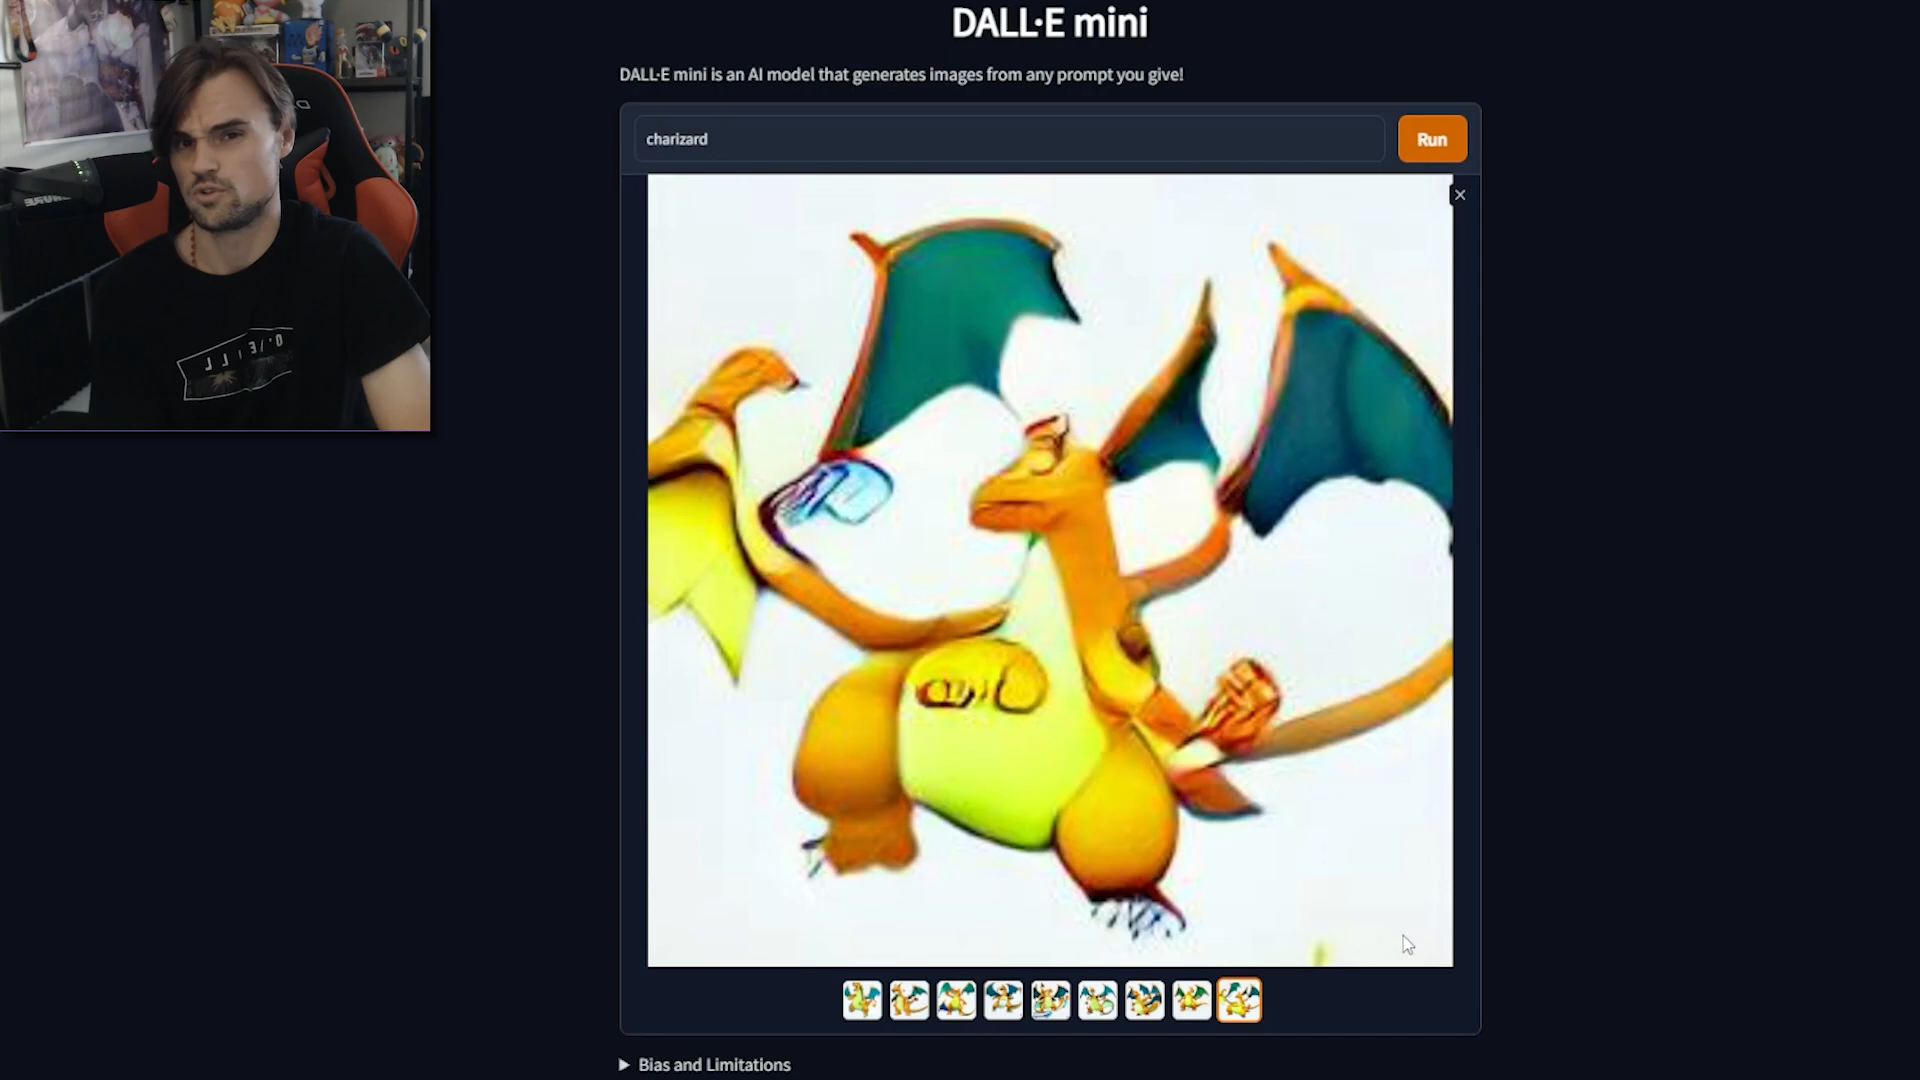 DALL·E mini
DALL·E mini is an AI model that generates images from any prompt you give!
charizard
Run
Bias and Limitations